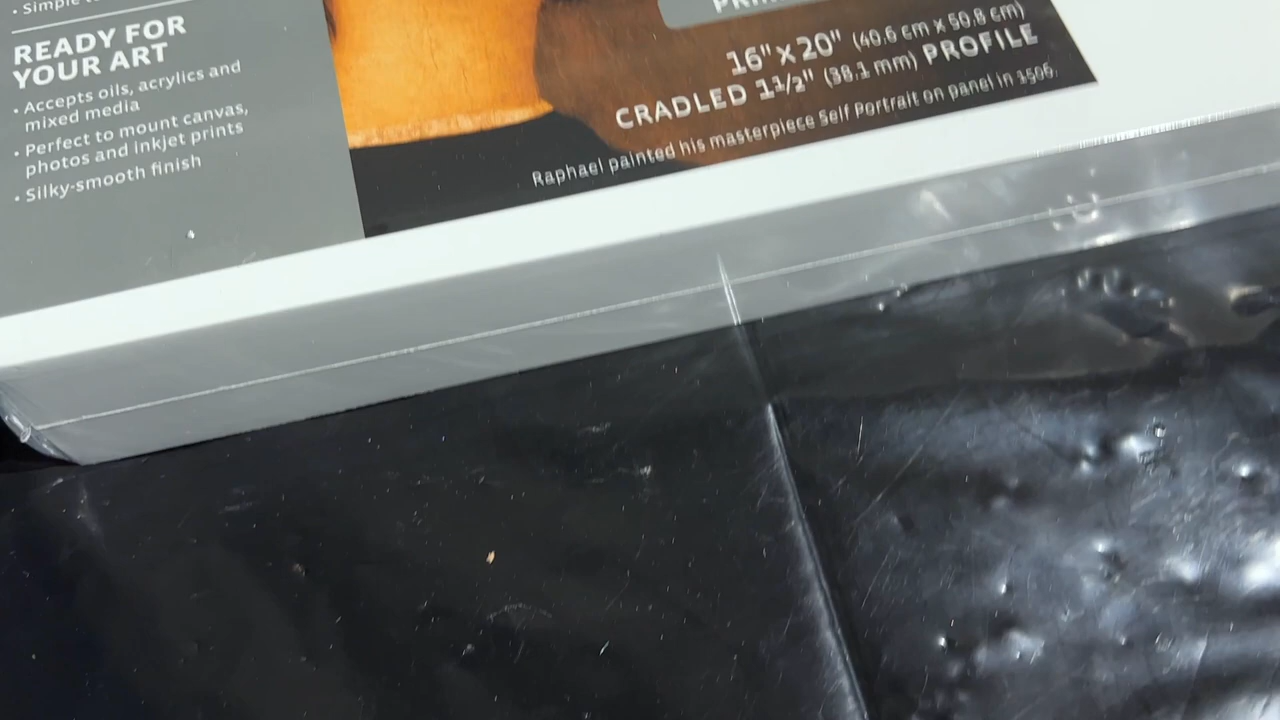 • Simple
READY FOR
YOUR ART
• Accepts oils, acrylics and
mixed media
• Perfect to mount canvas,
photos and inkjet prints
• Silky-smooth finish
16" x 20" (40.6 cm x 50.8 cm)
CRADLED 1½" (38.1 mm) PROFILE
Raphael painted his masterpiece Self Portrait on panel in 1506.